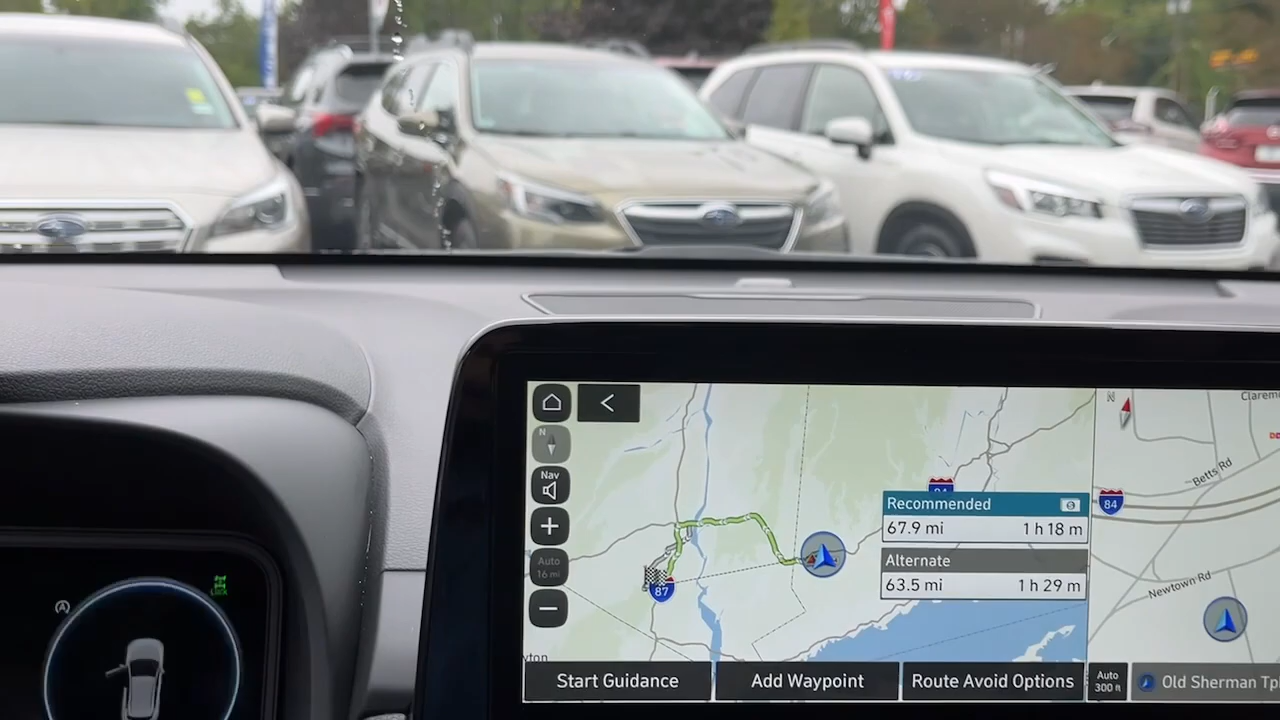 N
Nav
Auto
16 mi
87
84
Recommended
67.9 mi 1 h 18 m
Alternate
63.5 mi 1 h 29 m
Start Guidance
Add Waypoint
Route Avoid Options
N
Betts Rd
84
Newtown Rd
Auto
300 ft
Old Sherman
LOCK
A